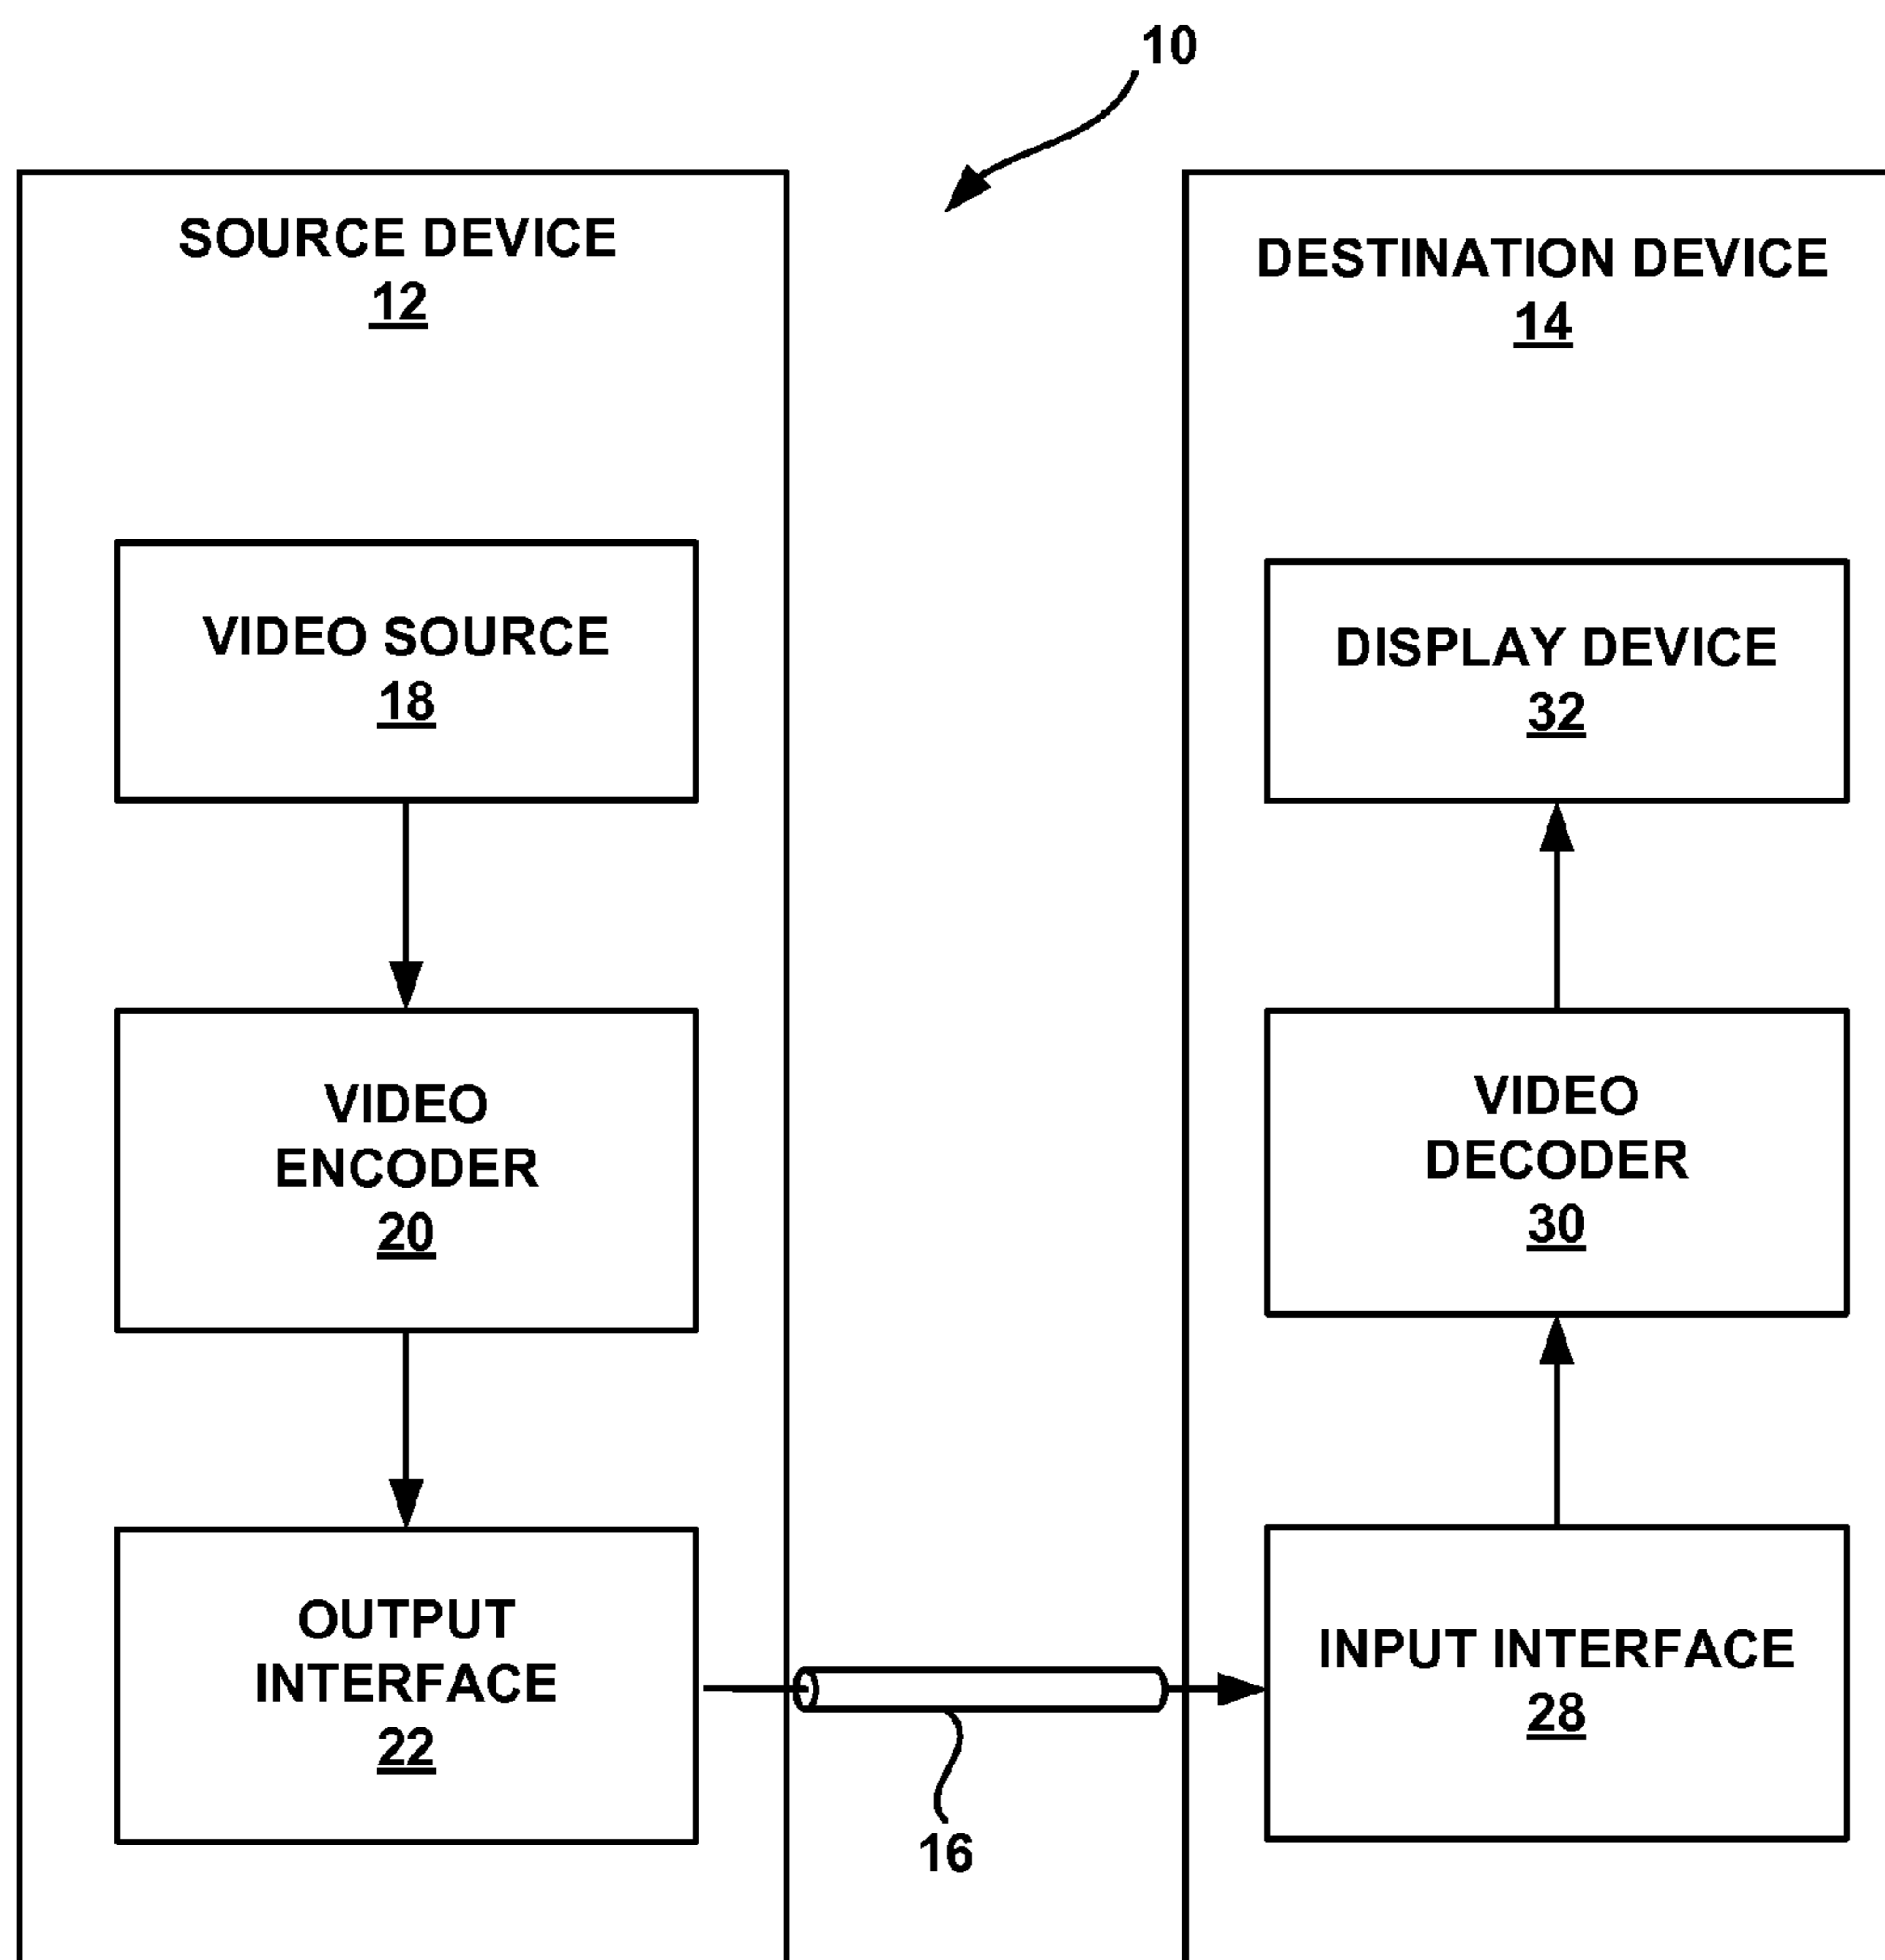 10
SOURCE DEVICE
12
VIDEO SOURCE
18
VIDEO
ENCODER
20
OUTPUT
INTERFACE
22
16
DESTINATION DEVICE
14
DISPLAY DEVICE
32
VIDEO
DECODER
30
INPUT INTERFACE
28